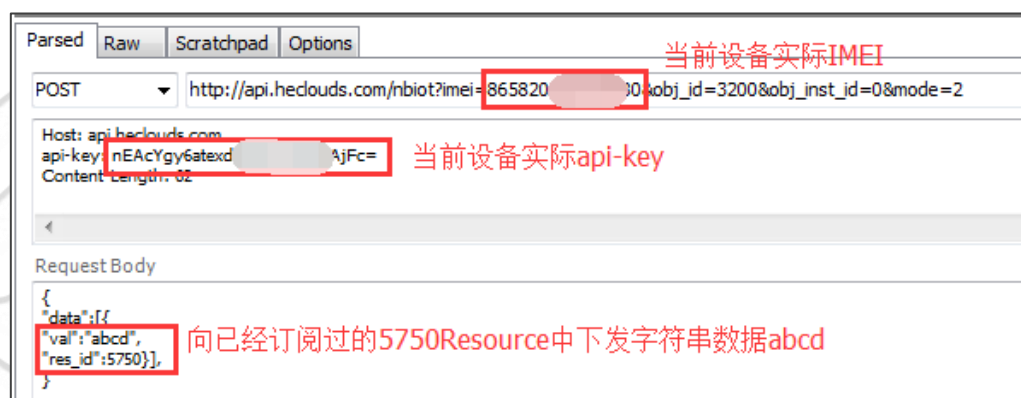 Parsed Raw Scratchpad Options
当前设备实际IMEI
POST http://api.heclouds.com/nbiot?imei=865820 80&obj_id=3200&obj_inst_id=0&mode=2
Host: api.heclouds.com
api-key: nEAcYgy6atexd AjFc=
当前设备实际api-key
Content-Length: 62
Request Body
{
"data":[{
"val":"abcd",
向已经订阅过的5750Resource中下发字符串数据abcd
"res_id":5750}],
}